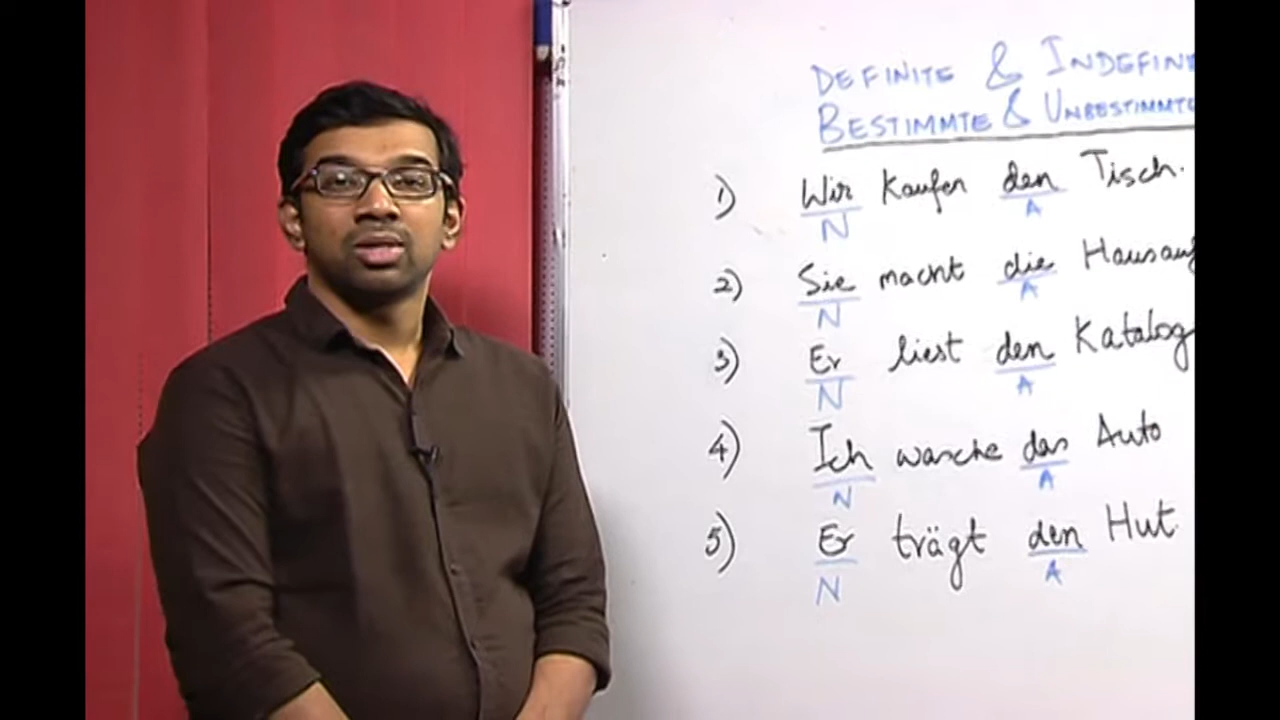 DEFINITE & INDEFINI
BESTIMMTE & UNBESTIMMTE
1) Wir kaufen den Tisch.
N A
2) Sie macht die Hausauf
N A
3) Er liest den Katalog
N A
4) Ich wasche das Auto
N A
5) Er trägt den Hut.
N A